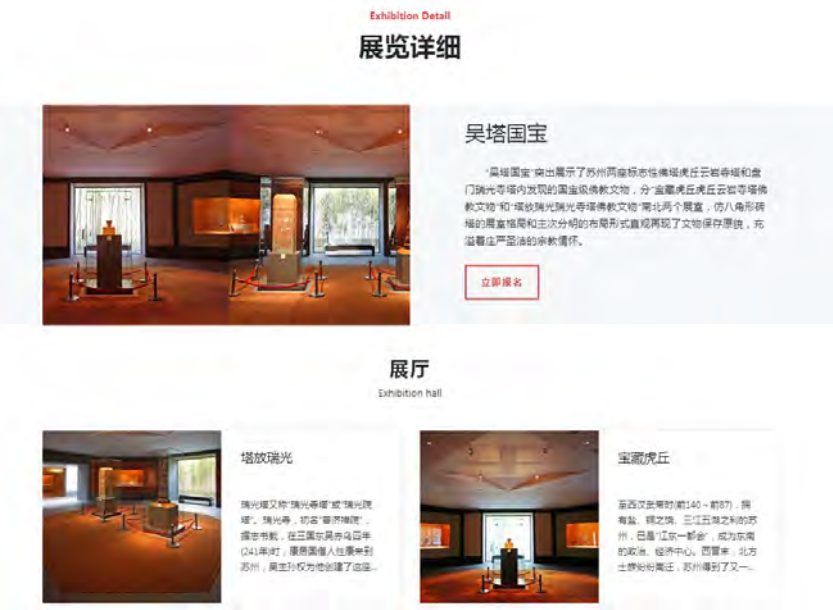 Exhibition Detail
展览详细
吴塔国宝
"吴塔国宝"突出展示了苏州两座标志性佛塔虎丘云岩寺塔和盘
门瑞光寺塔内发现的国宝级佛教文物，分"宝藏虎丘虎丘云岩寺塔佛
教文物"和"塔放瑞光瑞光寺塔佛教文物"南北两个展室，仿八角形砖
塔的展室格局和主次分明的布局形式直观再现了文物保存原貌，充
溢着庄严圣洁的宗教情怀。
立即报名
展厅
Exhibition hall
塔放瑞光
瑞光塔又称"瑞光寺塔"或"瑞光院
塔"。瑞光寺，初名"普济禅院"，
据志书载，在三国东吴赤乌四年
(241年)时，康居国僧人性康来到
苏州，吴主孙权为他创建了这座...
宝藏虎丘
至西汉武帝时(前140～前87)，拥
有盐、铜之饶，三江五湖之利的苏
州，已是"江东一都会"，成为东南
的政治、经济中心。西晋末，北方
士族纷纷南迁，苏州得到了又一...